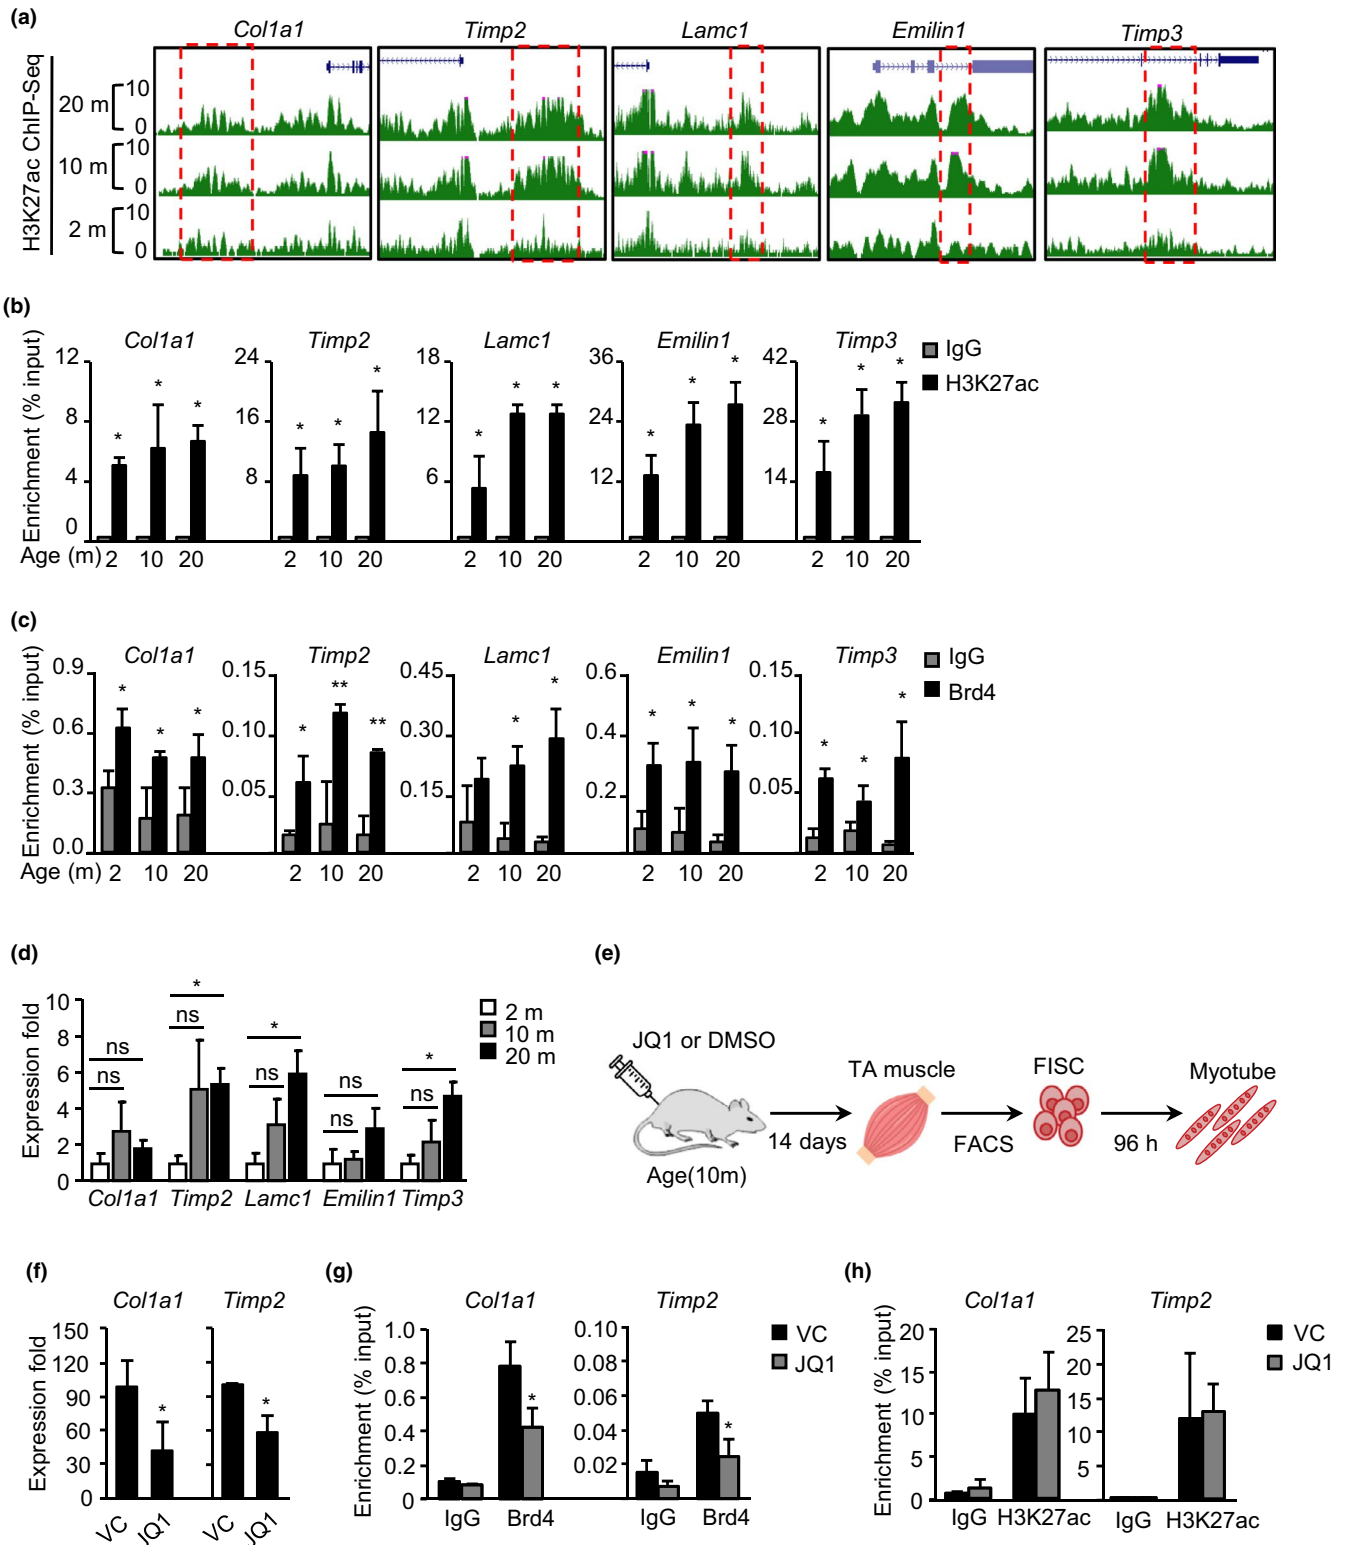 (a)
Col1a1 Timp2 Lamc1 Emilin1 Timp3
H3K27ac ChIP-Seq
20 m 10 0
10 m 10 0
2 m 10 0
(b)
Col1a1 Timp2 Lamc1 Emilin1 Timp3
Enrichment (% input)
12 8 4 0
24 16 8
18 12 6
36 24 12
42 28 14
* * * * * * * * * * * * * * *
IgG
H3K27ac
Age (m) 2 10 20 2 10 20 2 10 20 2 10 20 2 10 20
(c)
Col1a1 Timp2 Lamc1 Emilin1 Timp3
Enrichment (% input)
0.9 0.6 0.3 0.0
0.15 0.10 0.05
0.45 0.30 0.15
0.6 0.4 0.2
0.15 0.10 0.05
* * * * ** ** * * * * * * * *
IgG
Brd4
Age (m) 2 10 20 2 10 20 2 10 20 2 10 20 2 10 20
(d)
Expression fold
10 8 6 4 2 0
ns ns
ns *
ns *
ns ns
ns *
2 m
10 m
20 m
Col1a1 Timp2 Lamc1 Emilin1 Timp3
(e)
JQ1 or DMSO
Age(10m)
14 days
TA muscle
FACS
FISC
96 h
Myotube
(f)
Col1a1 Timp2
Expression fold
150 120 90 60 30 0
* *
VC JQ1 VC JQ1
(g)
Col1a1 Timp2
Enrichment (% input)
1.0 0.8 0.6 0.4 0.2 0
0.10 0.08 0.06 0.04 0.02
* *
VC
JQ1
IgG Brd4 IgG Brd4
(h)
Col1a1 Timp2
Enrichment (% input)
20 15 10 5 0
25 20 15 10 5
VC
JQ1
IgG H3K27ac IgG H3K27ac